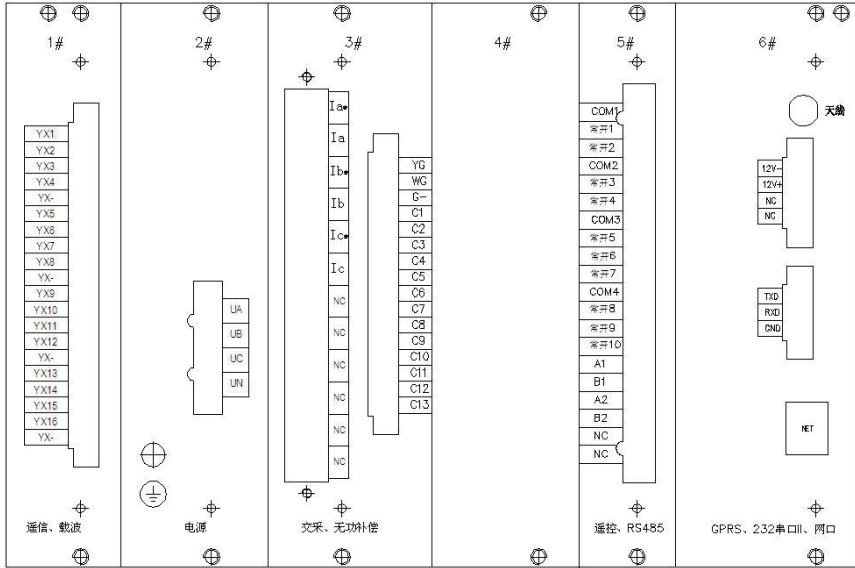 1#
YX1
YX2
YX3
YX4
YX-
YX5
YX6
YX7
YX8
YX-
YX9
YX10
YX11
YX12
YX-
YX13
YX14
YX15
YX16
YX-
遥信、载波
2#
UA
UB
UC
UN
电源
3#
Ia•
Ia
Ib•
Ib
Ic•
Ic
NC
NC
NC
NC
NC
NC
YG
WG
G-
C1
C2
C3
C4
C5
C6
C7
C8
C9
C10
C11
C12
C13
交采、无功补偿
4#
5#
COM1
常开1
常开2
COM2
常开3
常开4
COM3
常开5
常开6
常开7
COM4
常开8
常开9
常开10
A1
B1
A2
B2
NC
NC
遥控、RS485
6#
天线
12V-
12V+
NC
NC
TXD
RXD
GND
NET
GPRS、232串口II、网口